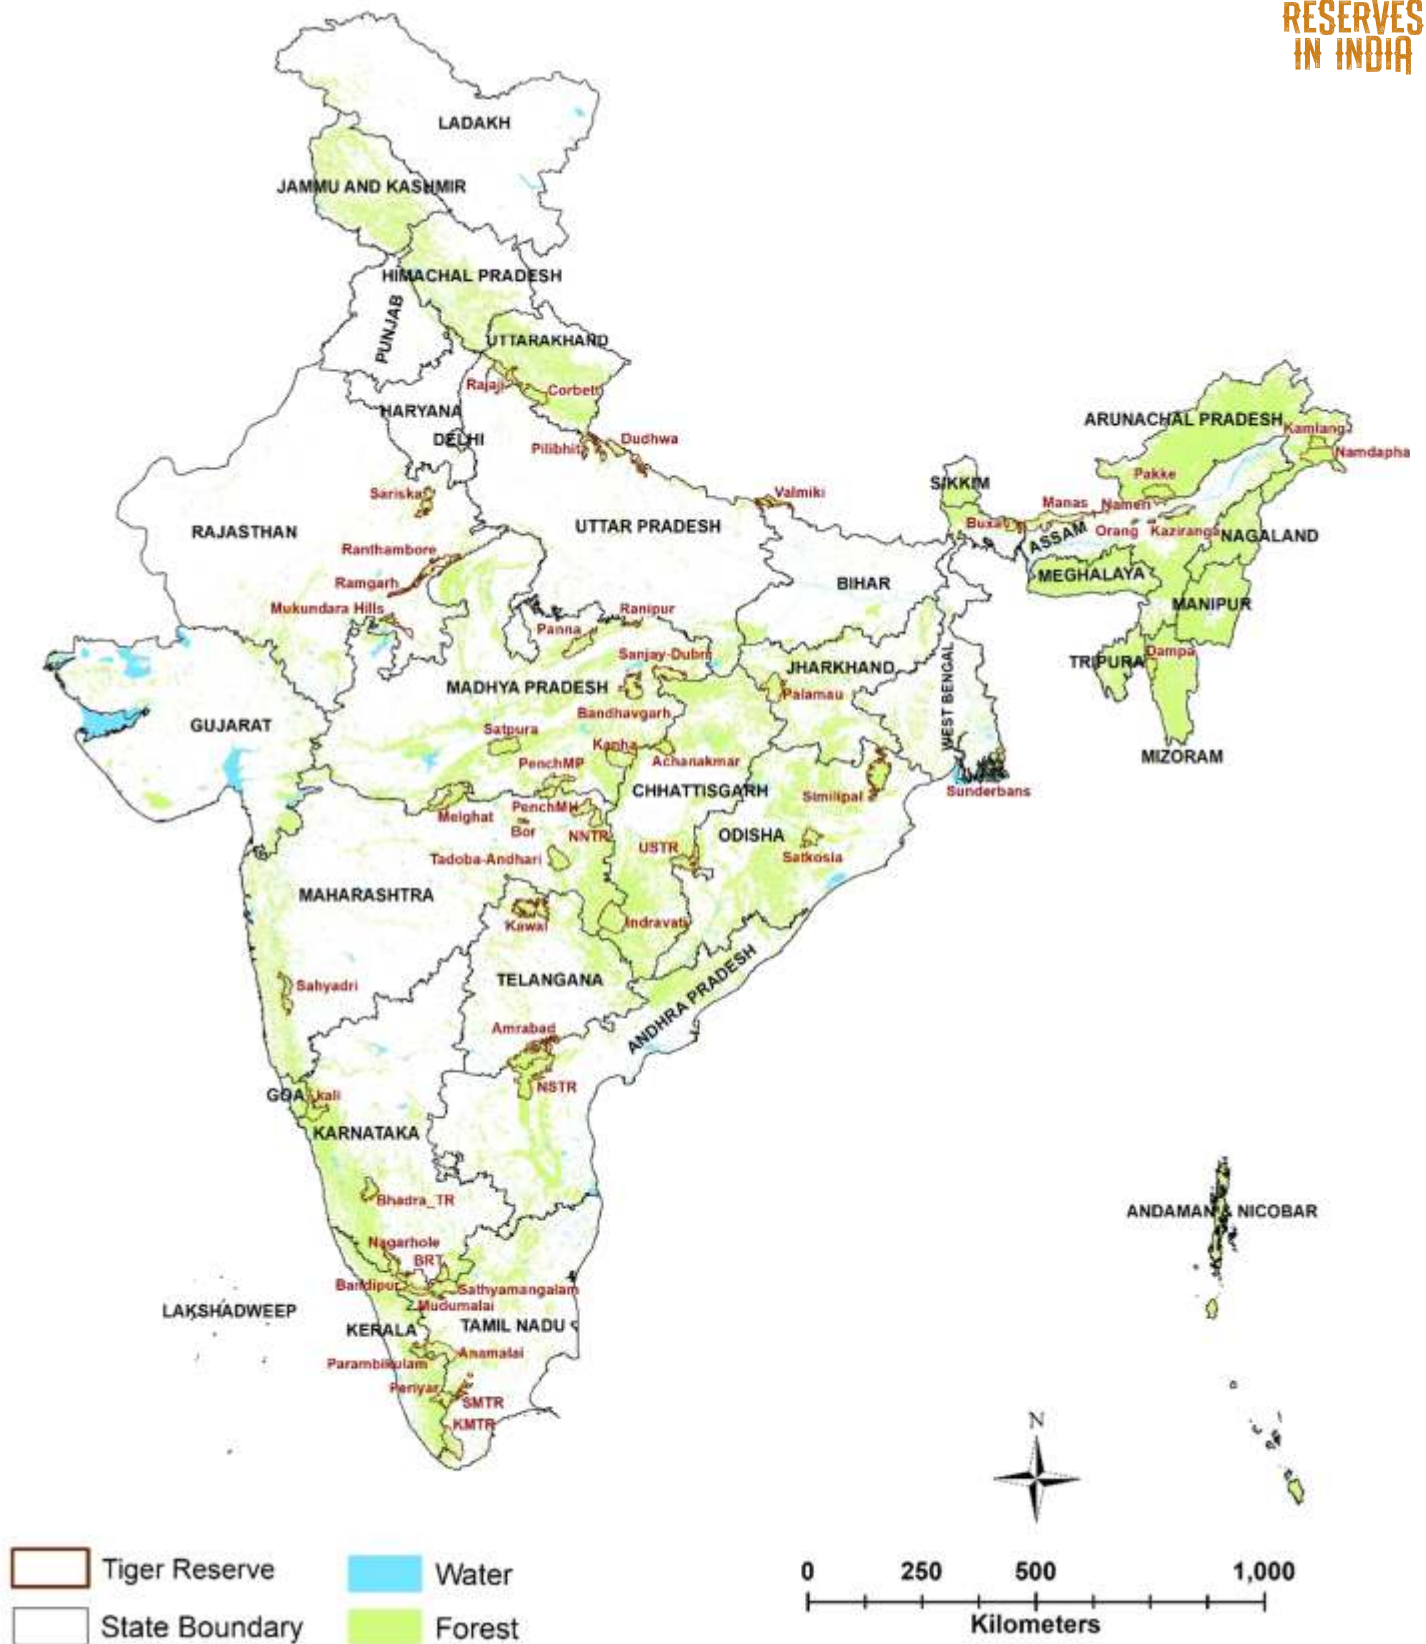 RESERVES
IN INDIA
LADAKH
JAMMU AND KASHMIR
HIMACHAL PRADESH
PUNJAB
UTTARAKHAND
Rajaji
Corbett
HARYANA
DELHI
Pilibhit
Dudhwa
ARUNACHAL PRADESH
Kamlang
Namdapha
Pakke
SIKKIM
Sariska
Valmiki
Manas
Nameri
Buxa
ASSAM
Orang
Kaziranga
NAGALAND
RAJASTHAN
UTTAR PRADESH
Ranthambore
Ramgarh
BIHAR
MEGHALAYA
MANIPUR
Mukundara Hills
Ranipur
Panna
Sanjay-Dubri
JHARKHAND
WEST BENGAL
TRIPURA
Dampa
MADHYA PRADESH
Palamau
Bandhavgarh
GUJARAT
Satpura
Kanha
Achanakmar
MIZORAM
PenchMP
CHHATTISGARH
Similipal
Sunderbans
Melghat
PenchMH
Bor
NNTR
USTR
ODISHA
Satkosia
Tadoba-Andhari
MAHARASHTRA
Kawal
Indravati
TELANGANA
Sahyadri
ANDHRA PRADESH
Amrabad
NSTR
GOA
kali
KARNATAKA
Bhadra_TR
ANDAMAN & NICOBAR
Nagarhole
BRT
Bandipur
Sathyamangalam
Mudumalai
LAKSHADWEEP
KERALA
TAMIL NADU
Anamalai
Parambikulam
Periyar
SMTR
KMTR
N
Tiger Reserve
Water
State Boundary
Forest
0 250 500 1,000
Kilometers